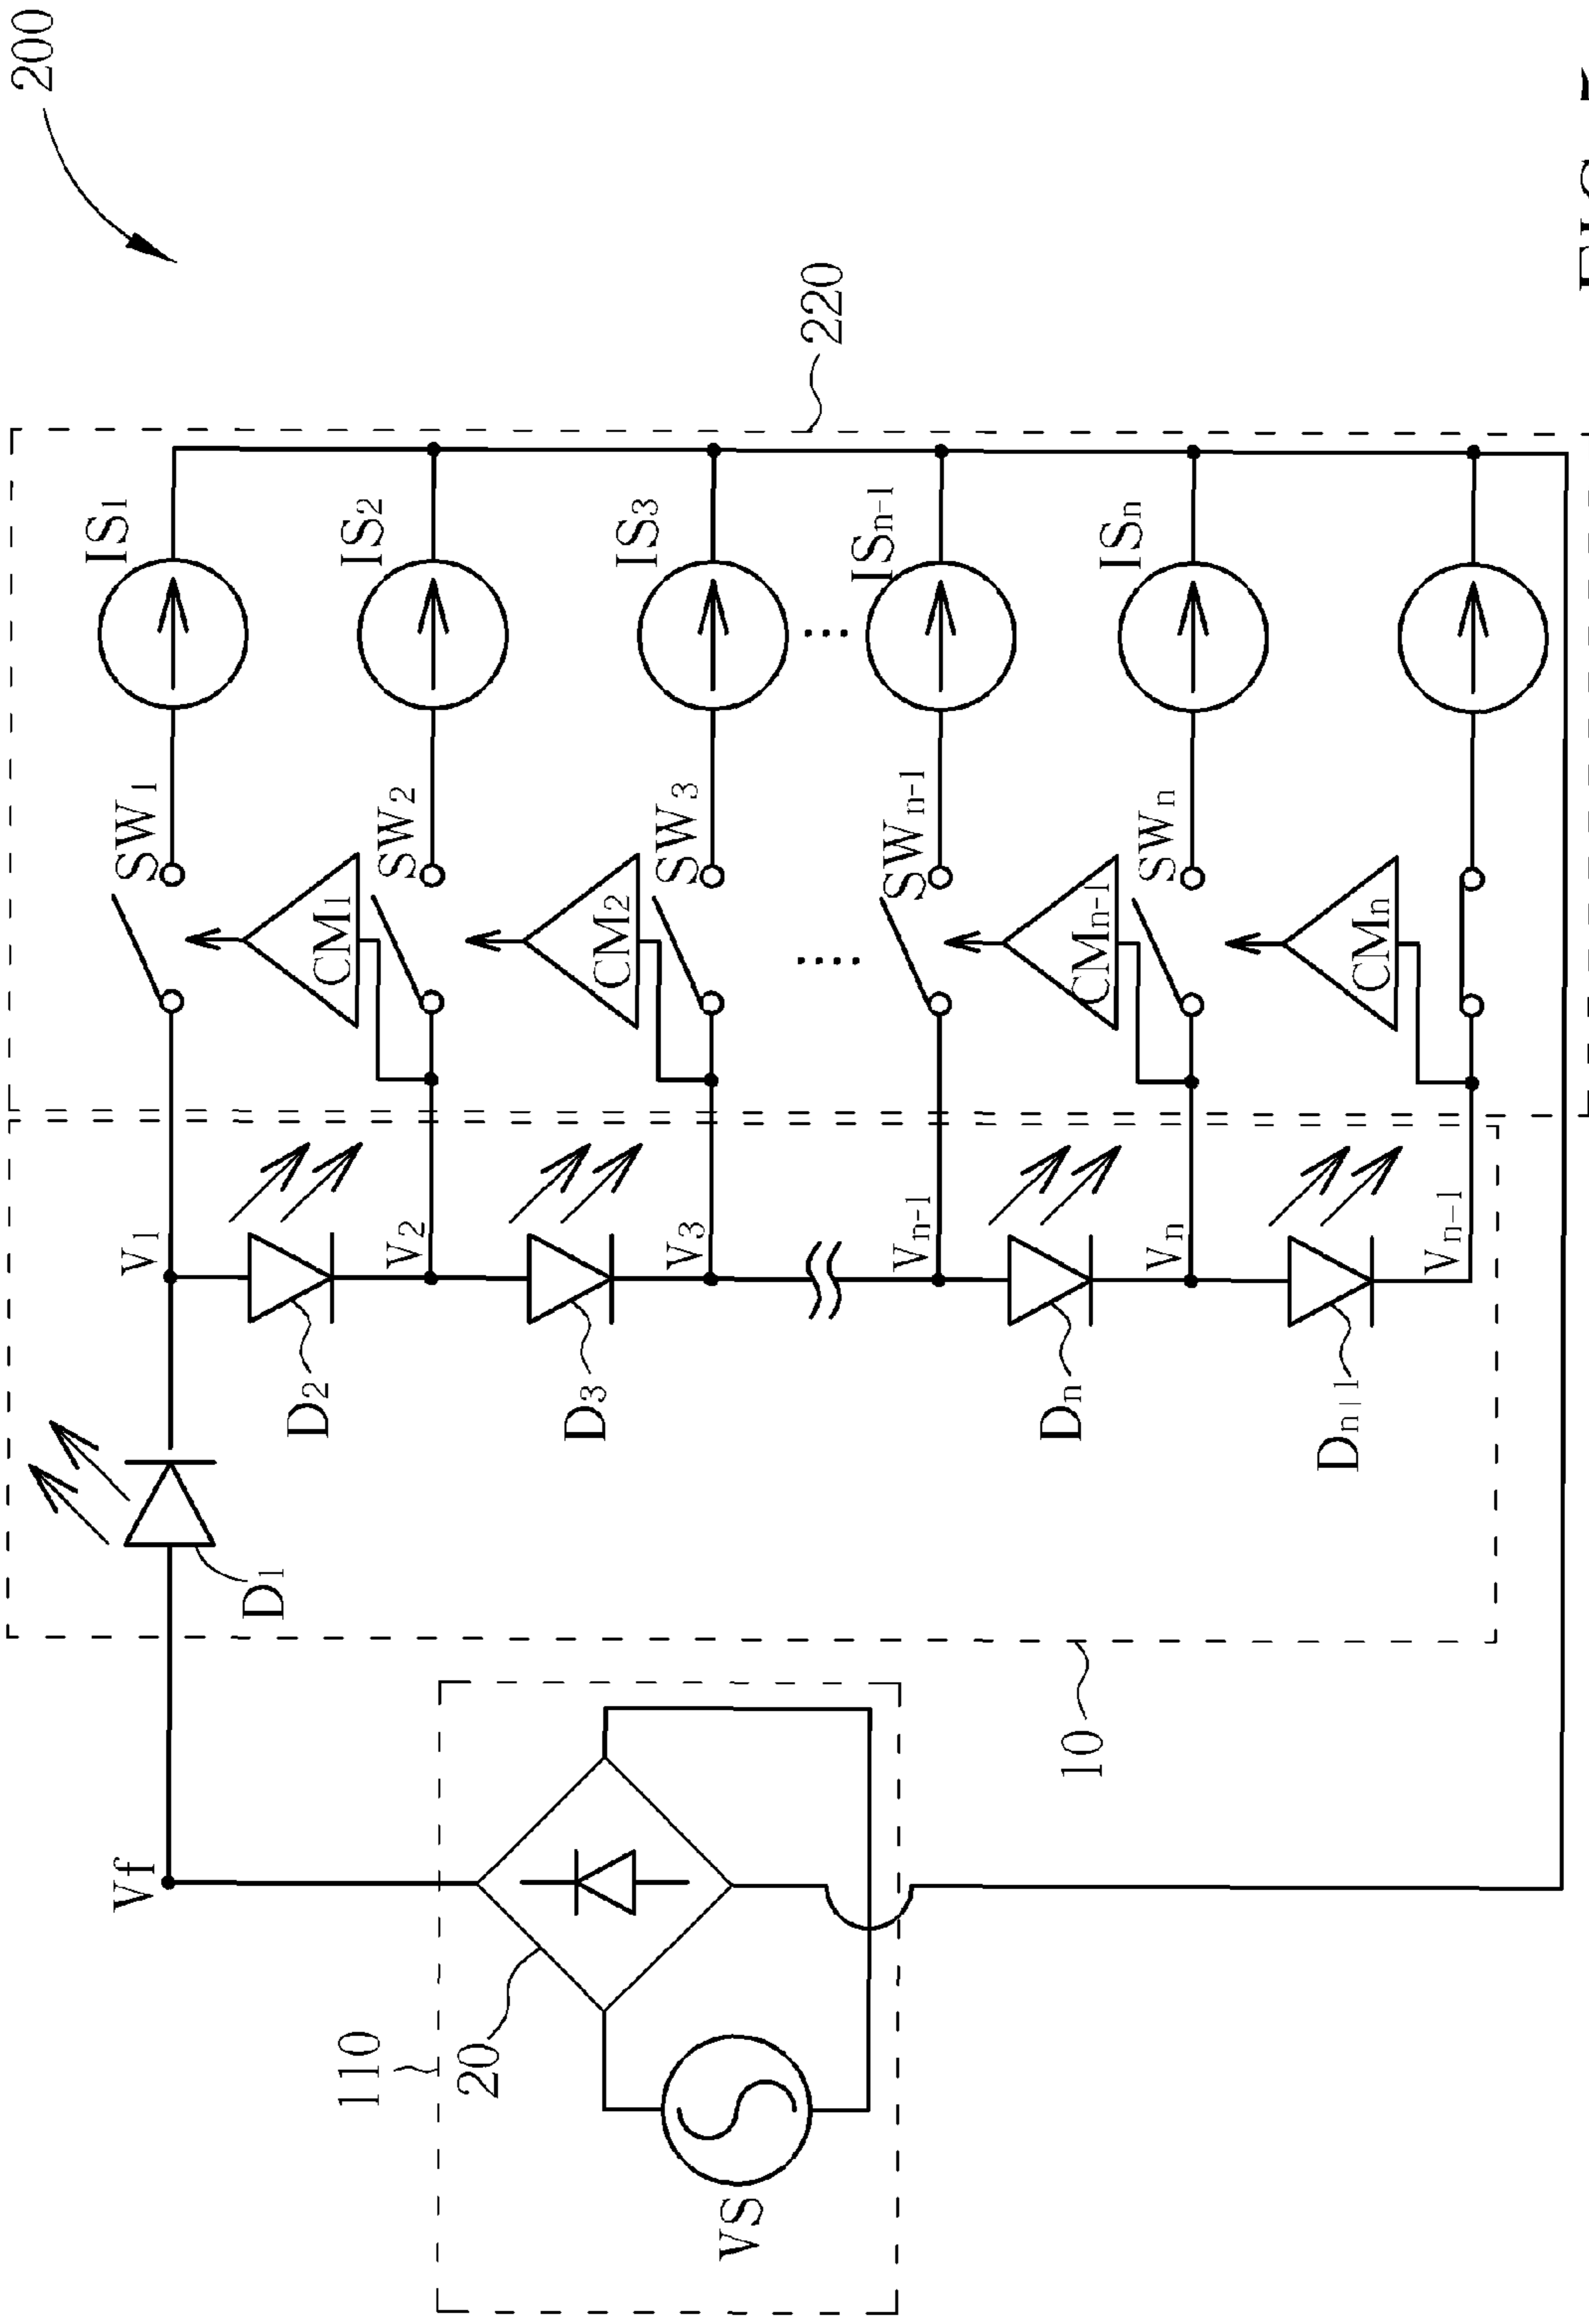 200
220
IS1
IS2
IS3
ISn-1
ISn
SW1
SW2
SW3
SWn-1
SWn
CM1
CM2
CMn-1
CMn
V1
V2
V3
Vn-1
Vn
Vn-1
D1
D2
D3
Dn
Dn|1
10
Vf
110
20
VS